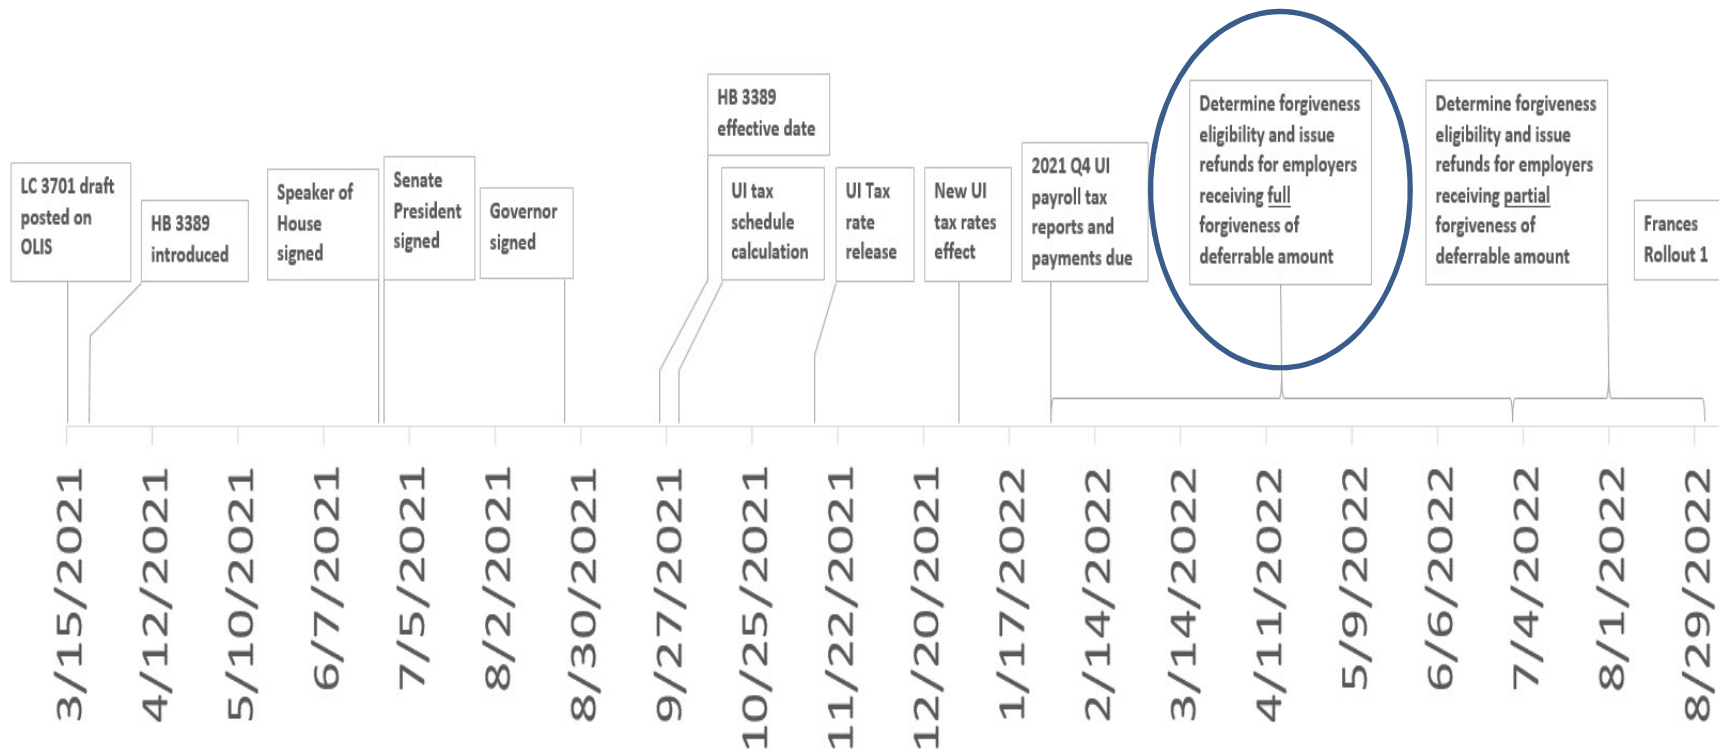 LC 3701 draft
posted on
OLIS
HB 3389
introduced
Speaker of
House
signed
Senate
President
signed
Governor
signed
HB 3389
effective date
UI tax
schedule
calculation
UI Tax
rate
release
New UI
tax rates
effect
2021 Q4 UI
payroll tax
reports and
payments due
Determine forgiveness
eligibility and issue
refunds for employers
receiving full
forgiveness of
deferrable amount
Determine forgiveness
eligibility and issue
refunds for employers
receiving partial
forgiveness of
deferrable amount
Frances
Rollout 1
3/15/2021
4/12/2021
5/10/2021
6/7/2021
7/5/2021
8/2/2021
8/30/2021
9/27/2021
10/25/2021
11/22/2021
12/20/2021
1/17/2022
2/14/2022
3/14/2022
4/11/2022
5/9/2022
6/6/2022
7/4/2022
8/1/2022
8/29/2022